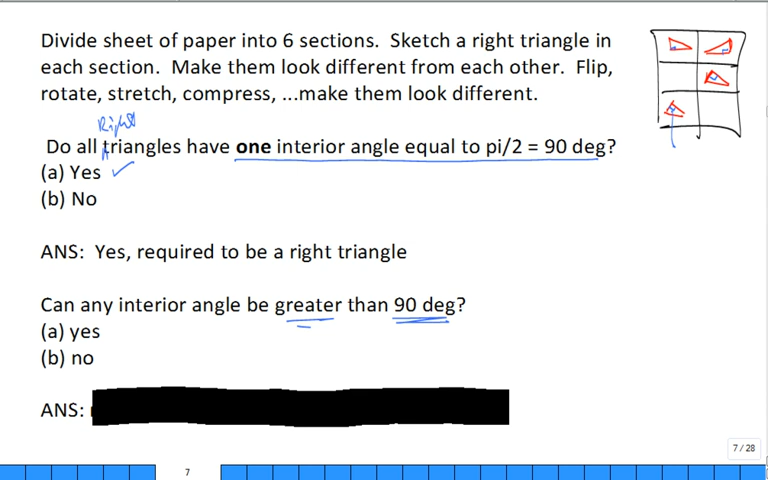 Divide sheet of paper into 6 sections.  Sketch a right triangle in
each section.  Make them look different from each other.  Flip,
rotate, stretch, compress, ...make them look different.
Right
Do all triangles have one interior angle equal to pi/2 = 90 deg?
(a) Yes
(b) No
ANS:  Yes, required to be a right triangle
Can any interior angle be greater than 90 deg?
(a) yes
(b) no
ANS:
7 / 28
7